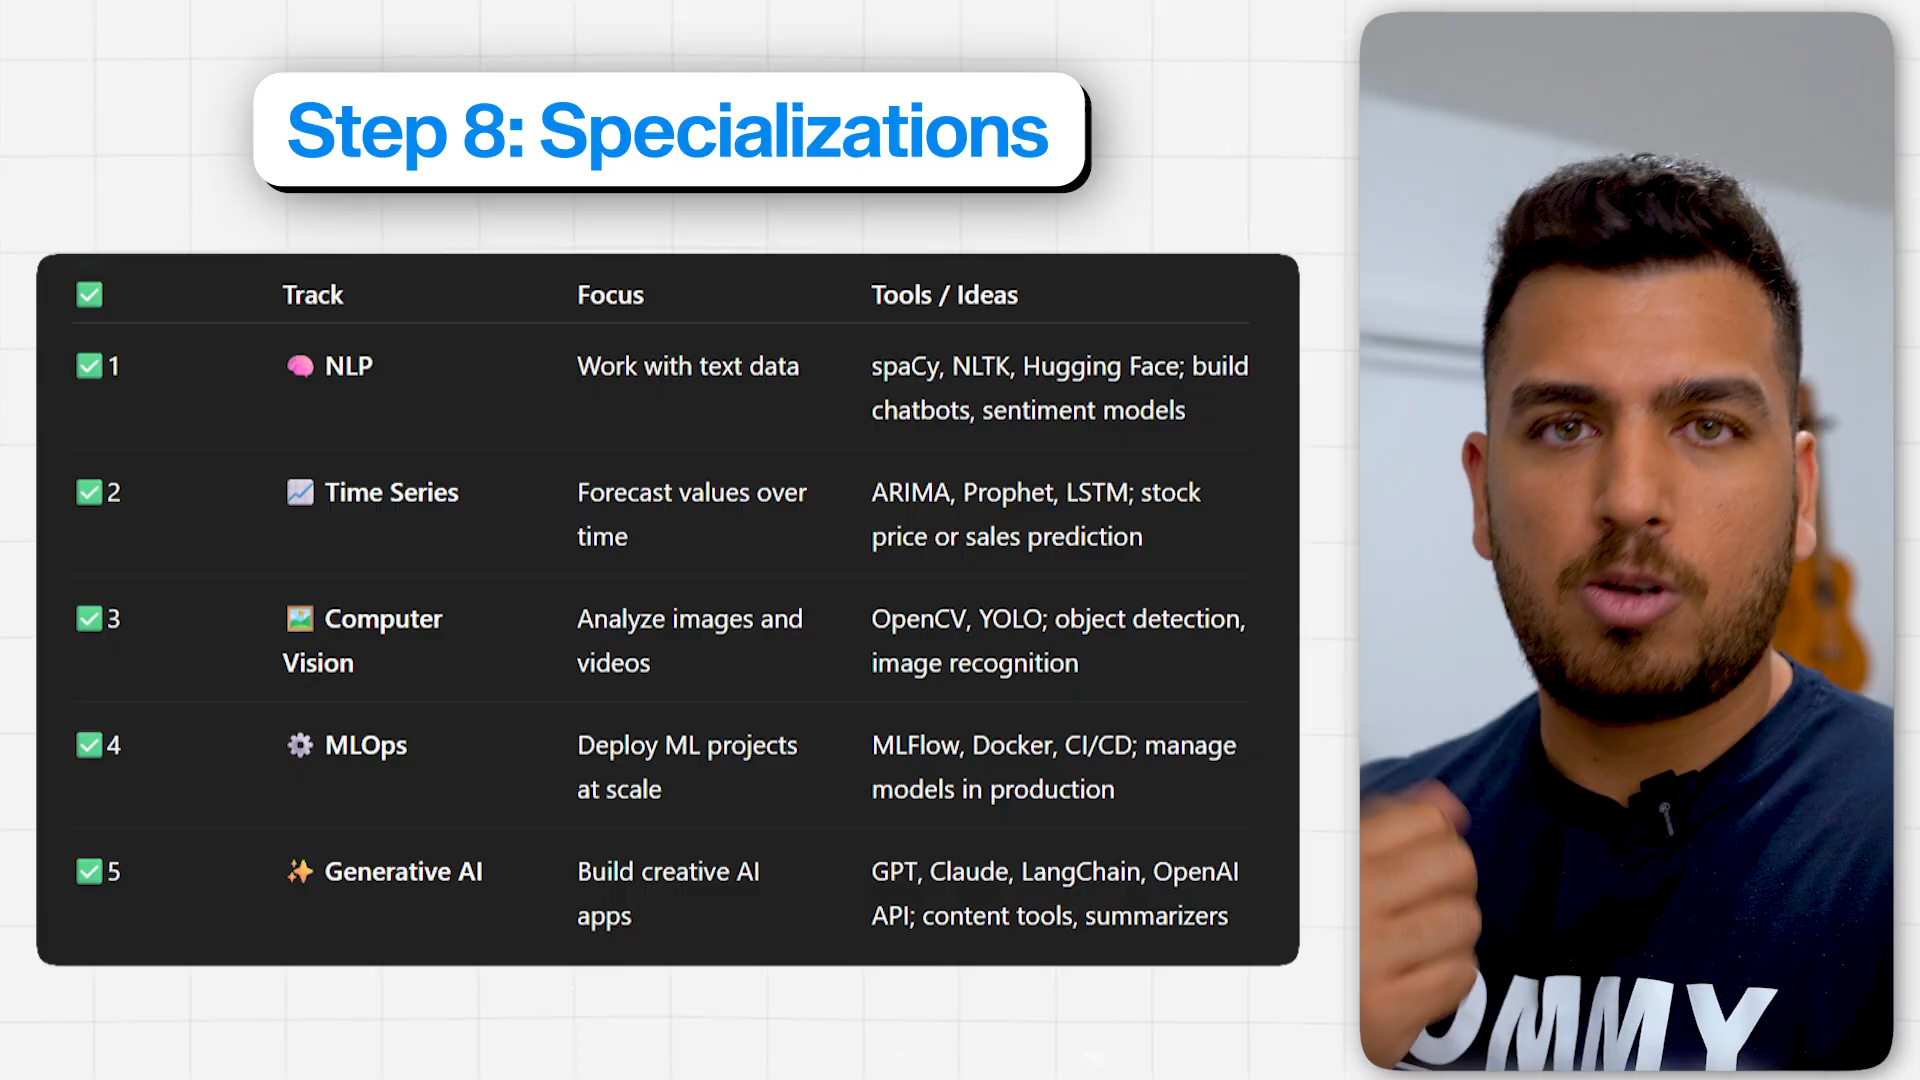 Step 8: Specializations
✅ Track Focus Tools / Ideas
✅ 1 🧠 NLP Work with text data spaCy, NLTK, Hugging Face; build
chatbots, sentiment models
✅ 2 📈 Time Series Forecast values over ARIMA, Prophet, LSTM; stock
time price or sales prediction
✅ 3 🖼️ Computer Analyze images and OpenCV, YOLO; object detection,
Vision videos image recognition
✅ 4 ⚙️ MLOps Deploy ML projects MLFlow, Docker, CI/CD; manage
at scale models in production
✅ 5 ✨ Generative AI Build creative AI GPT, Claude, LangChain, OpenAI
apps API; content tools, summarizers
OMMY